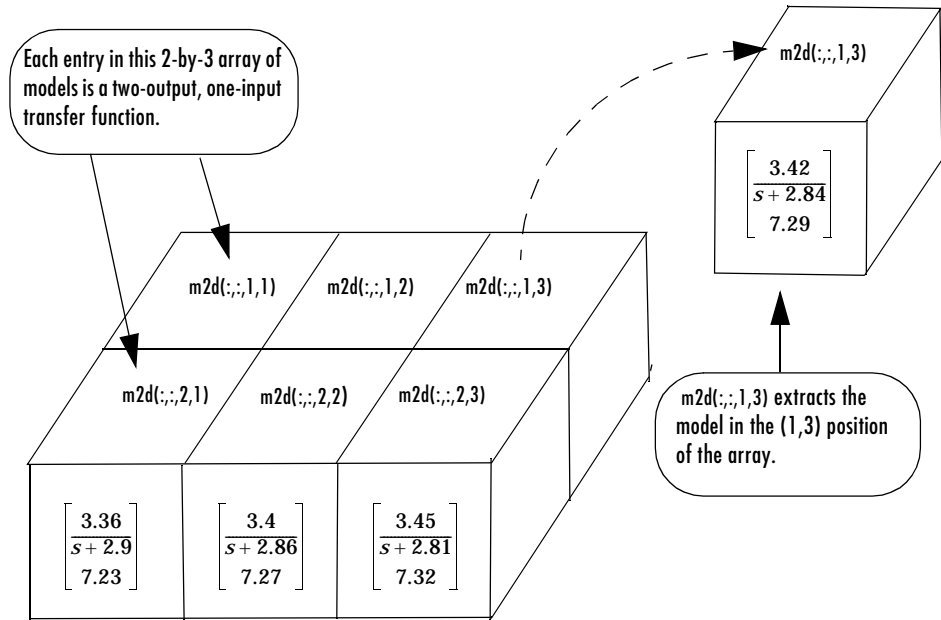 Each entry in this 2-by-3 array of
models is a two-output, one-input
transfer function.
m2d(:,:,1,3)
3.42
s + 2.84
7.29
m2d(:,:,1,1)
m2d(:,:,1,2)
m2d(:,:,1,3)
m2d(:,:,2,1)
m2d(:,:,2,2)
m2d(:,:,2,3)
m2d(:,:,1,3) extracts the
model in the (1,3) position
of the array.
3.36
s + 2.9
7.23
3.4
s + 2.86
7.27
3.45
s + 2.81
7.32